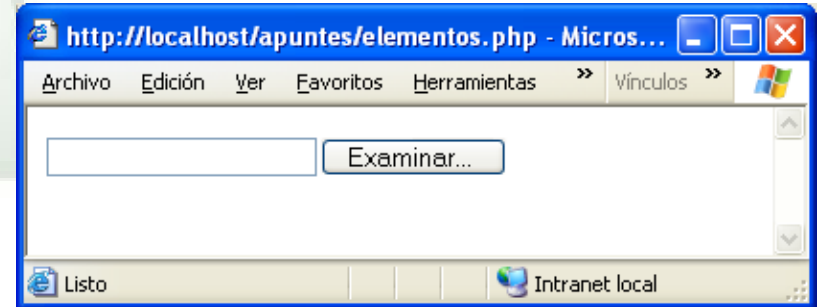 http://localhost/apuntes/elementos.php - Micros...
Archivo Edición Ver Favoritos Herramientas » Vínculos »
Examinar...
Listo Intranet local